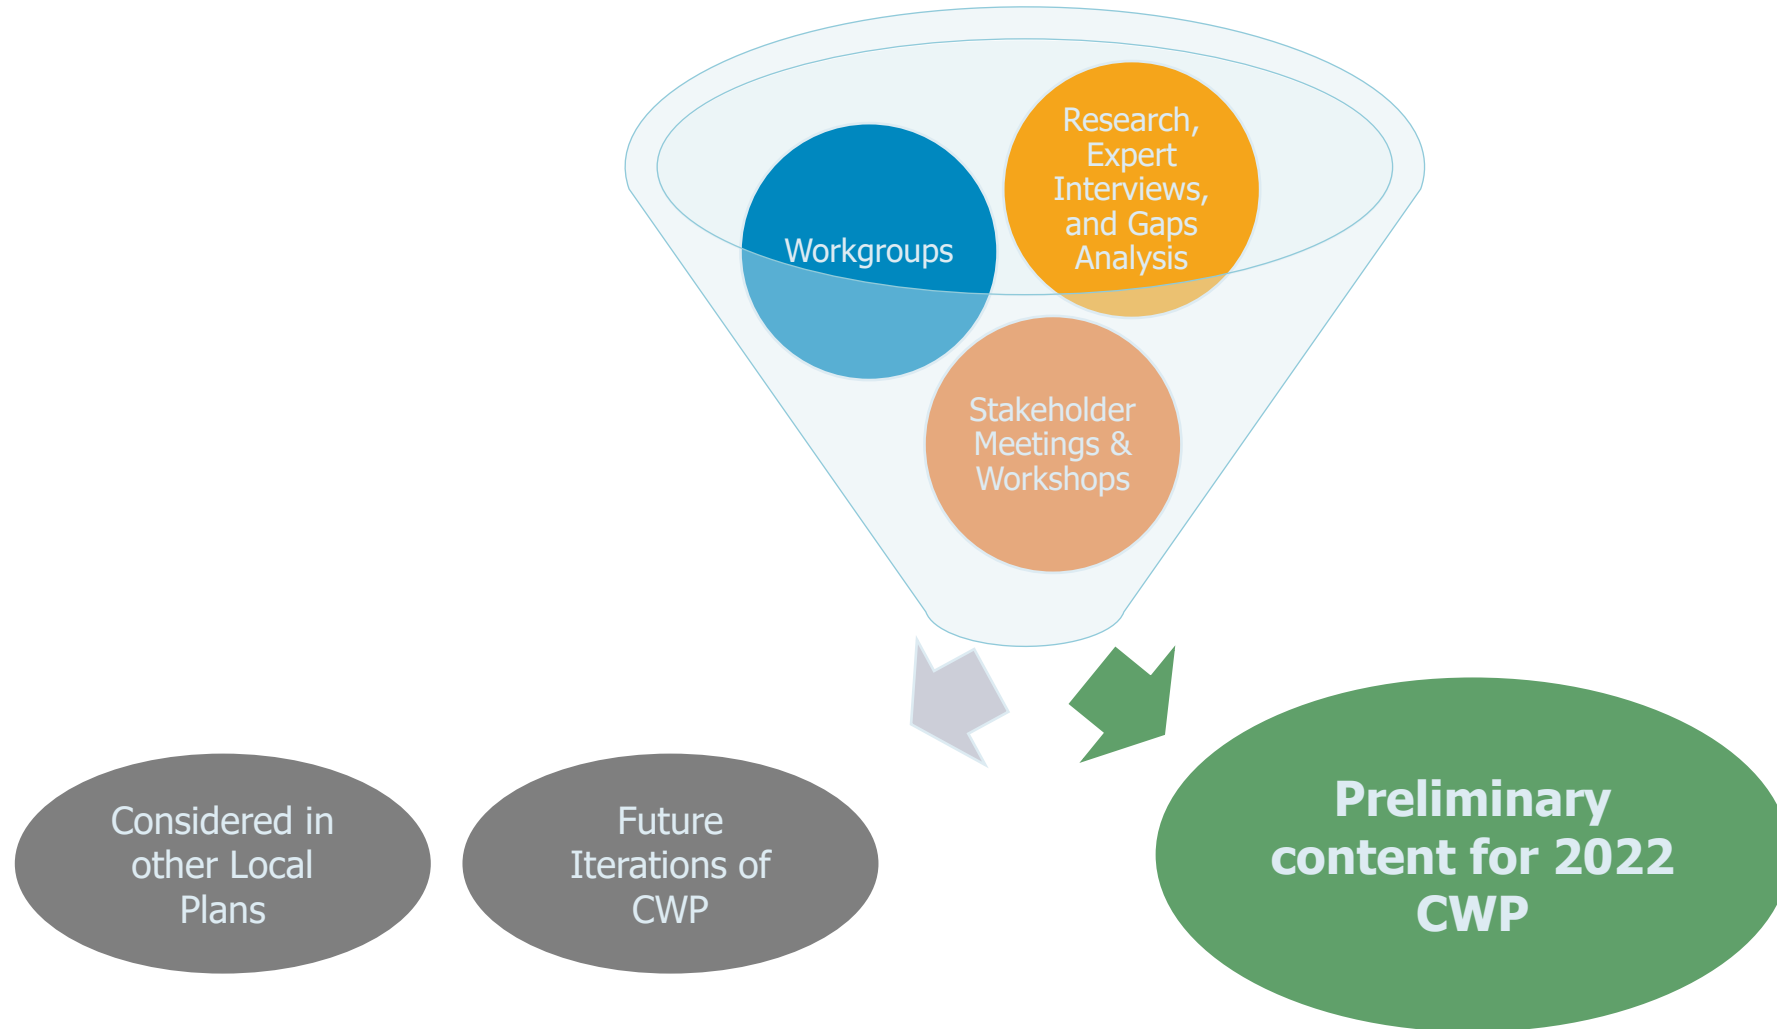 Research,
Expert
Interviews,
and Gaps
Analysis
Workgroups
Stakeholder
Meetings &
Workshops
Considered in
other Local
Plans
Future
Iterations of
CWP
Preliminary
content for 2022
CWP